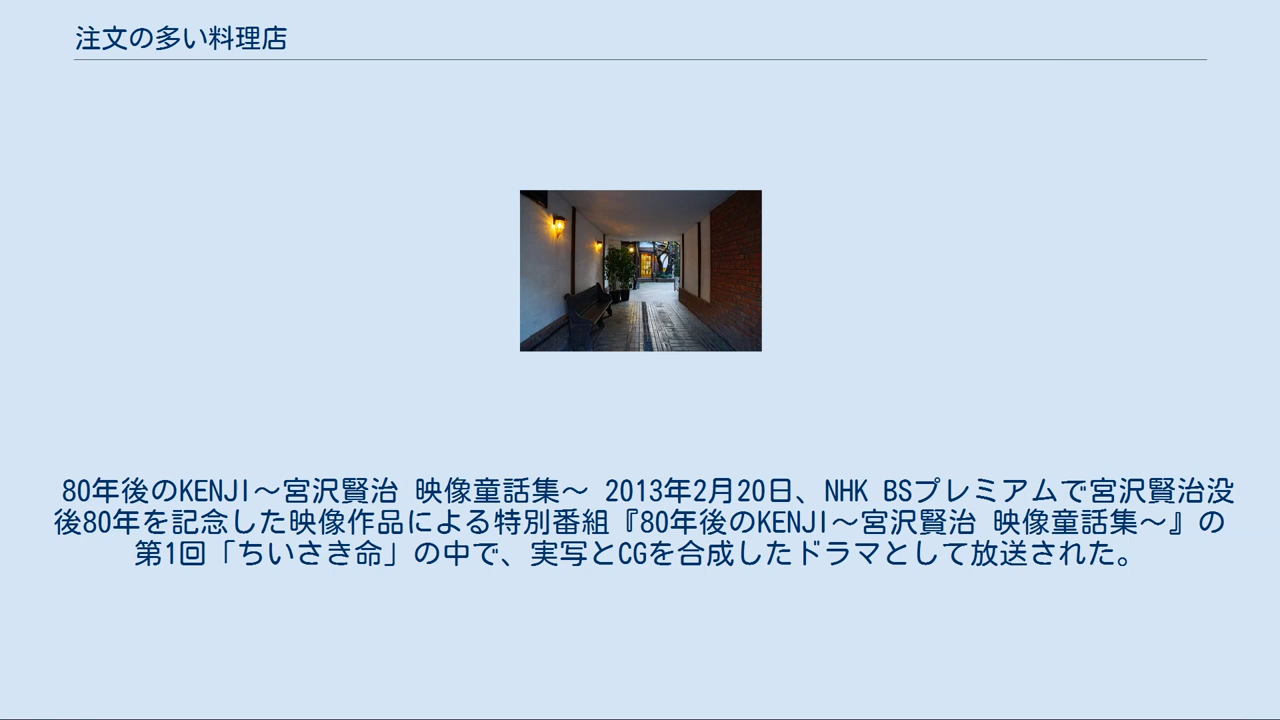 注文の多い料理店
80年後のKENJI〜宮沢賢治 映像童話集〜 2013年2月20日、NHK BSプレミアムで宮沢賢治没
後80年を記念した映像作品による特別番組『80年後のKENJI〜宮沢賢治 映像童話集〜』の
第1回「ちいさき命」の中で、実写とCGを合成したドラマとして放送された。